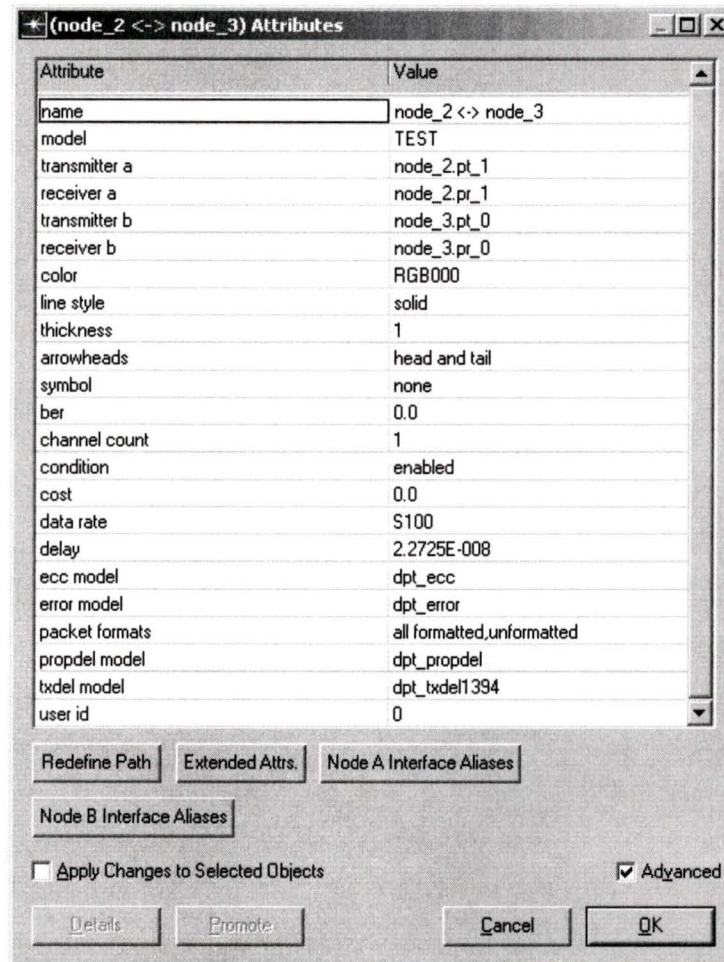 (node_2 <-> node_3) Attributes
Attribute Value
name node_2 <-> node_3
model TEST
transmitter a node_2.pt_1
receiver a node_2.pr_1
transmitter b node_3.pt_0
receiver b node_3.pr_0
color RGB000
line style solid
thickness 1
arrowheads head and tail
symbol none
ber 0.0
channel count 1
condition enabled
cost 0.0
data rate S100
delay 2.2725E-008
ecc model dpt_ecc
error model dpt_error
packet formats all formatted,unformatted
propdel model dpt_propdel
txdel model dpt_txdel1394
user id 0
Redefine Path Extended Attrs. Node A Interface Aliases
Node B Interface Aliases
Apply Changes to Selected Objects Advanced
Details Promote Cancel OK